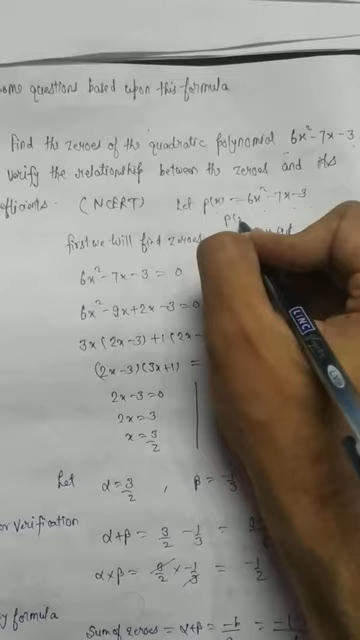 ome questions based upon this formula
Find the zeroes of the quadratic polynomial 6x² - 7x - 3
Verify the relationship between the zeroes and its
efficients. (NCERT) Let p(x) = 6x² - 7x - 3
p(
first we will find zeroes
6x² - 7x - 3 = 0
6x² - 9x + 2x - 3 = 0
3x (2x - 3) + 1 (2x -
(2x - 3) (3x + 1) =
2x - 3 = 0
2x = 3
x = 3/2
Let α = 3/2 , β = -1/3
or verification
α + β = 3/2 - 1/3 =
α × β = 3/2 × -1/3 = -1/2
y formula
Sum of zeroes = α + β = -b
LINC